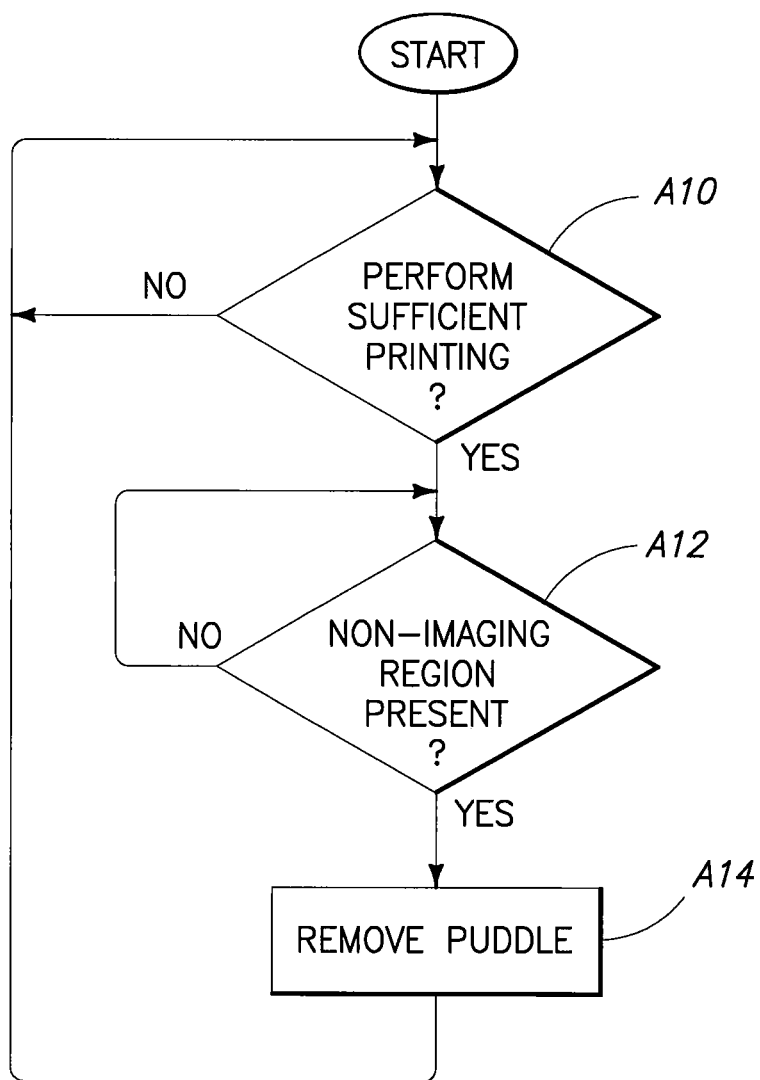 START
A10
NO
PERFORM
SUFFICIENT
PRINTING
?
YES
A12
NO
NON-IMAGING
REGION
PRESENT
?
YES
A14
REMOVE PUDDLE